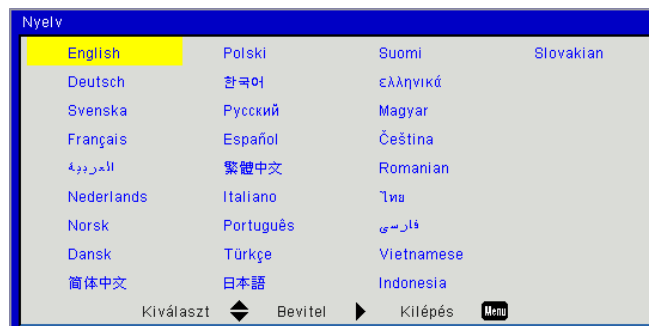 Nyelv
English Polski Suomi Slovakian
Deutsch 한국어 ελληνικά
Svenska Русский Magyar
Français Español Čeština
العربية 繁體中文 Romanian
Nederlands Italiano ไทย
Norsk Português فارسی
Dansk Türkçe Vietnamese
简体中文 日本語 Indonesia
Kiválaszt Bevitel Kilépés Menu